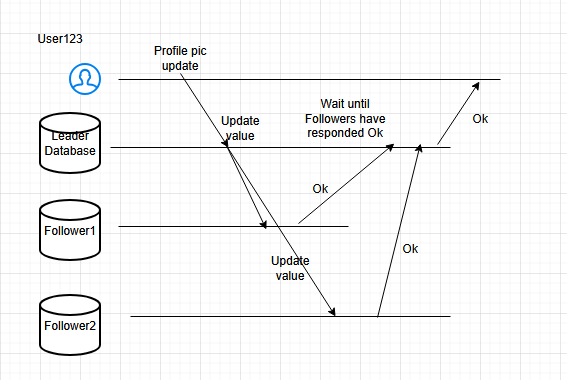 User123
Profile pic
update
Update
value
Wait until
Followers have
responded Ok
Ok
Leader
Database
Ok
Follower1
Ok
Update
value
Follower2